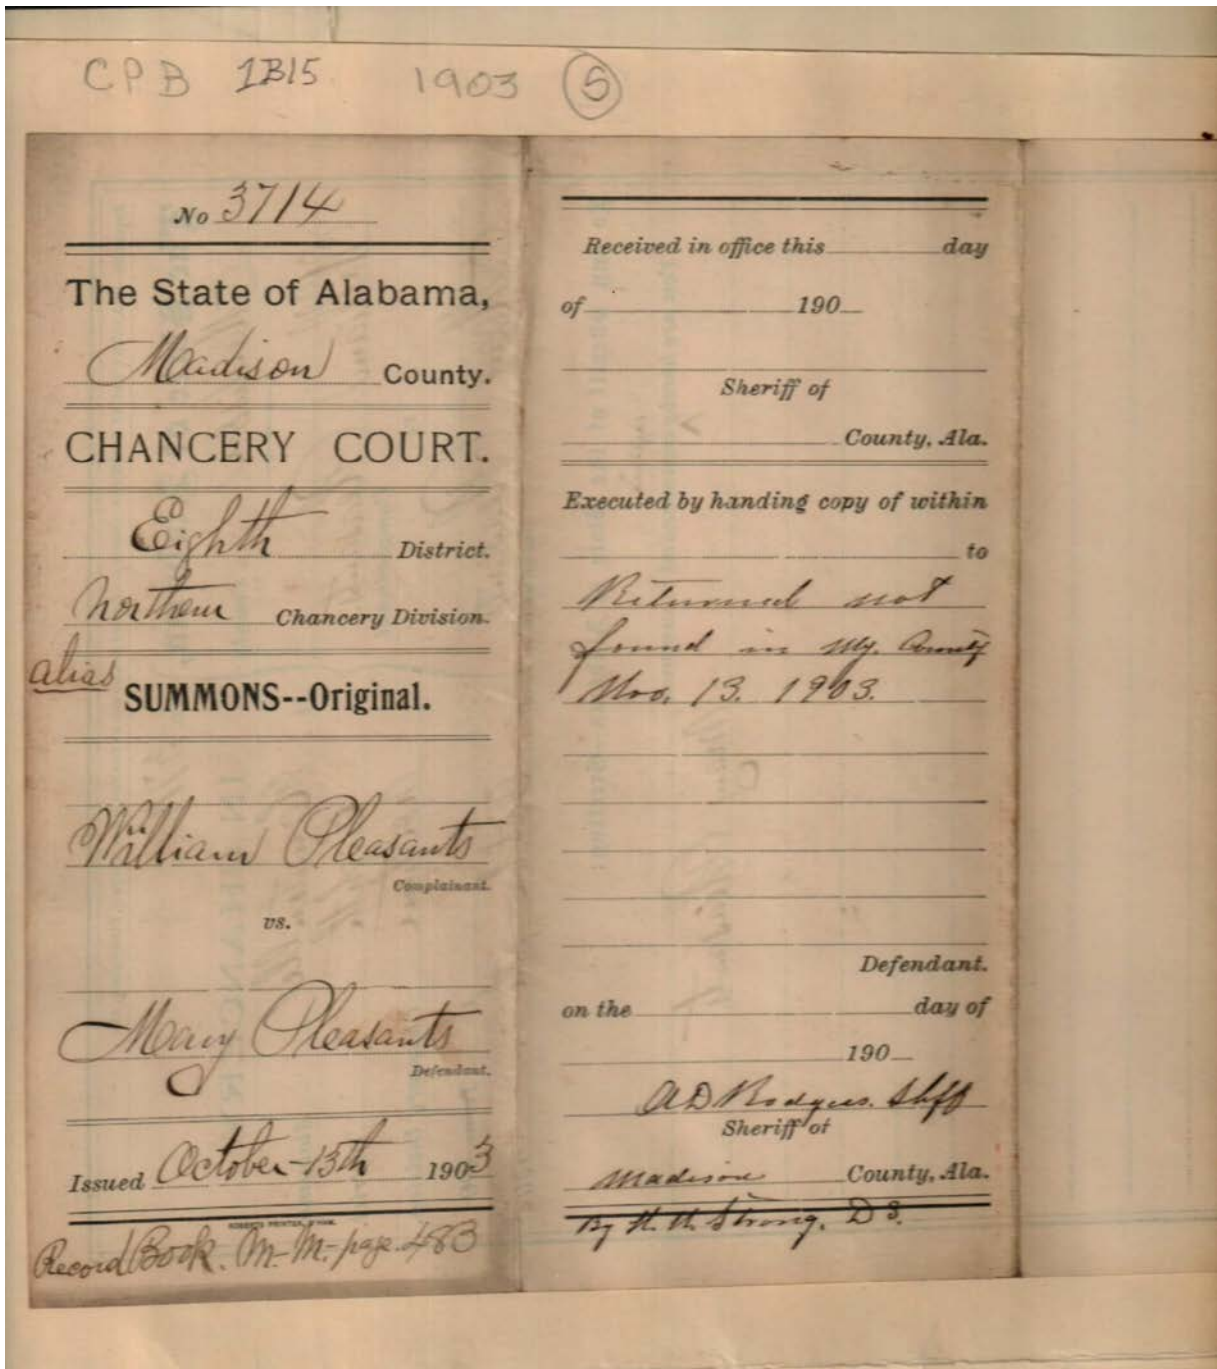 CPB 1B15 1903 5
No 3714
The State of Alabama,
Madison County.
CHANCERY COURT.
Eighth District.
Northern Chancery Division.
alias
SUMMONS--Original.
William Pleasants
Complainant.
vs.
Mary Pleasants
Defendant.
Issued October-13th 1903
ROBERTS PRINTER, B'HAM.
Record Book. M-M- page. 483
Received in office this day
of 190
Sheriff of
County, Ala.
Executed by handing copy of within
to
Returned not
found in my County
Nov. 13. 1903.
Defendant.
on the day of
190
A D Rodgers. Shff
Sheriff of
Madison County, Ala.
By Strong, D S.